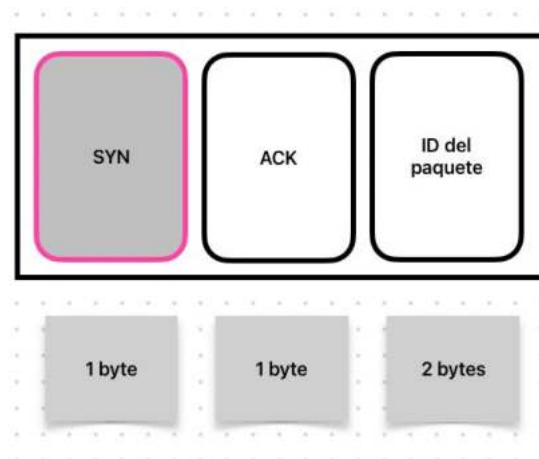 SYN
ACK
ID del
paquete
1 byte
1 byte
2 bytes